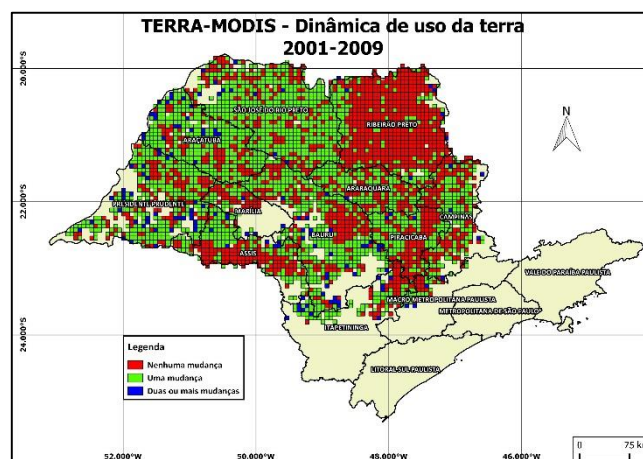 TERRA-MODIS - Dinâmica de uso da terra
2001-2009
20.000°S
22.000°S
24.000°S
SÃO JOSÉ DO RIO PRETO
RIBEIRÃO PRETO
ARAÇATUBA
ARARAQUARA
PRESIDENTE PRUDENTE
MARÍLIA
CAMPINAS
BAURU
PIRACICABA
ASSIS
VALE DO PARAÍBA PAULISTA
MACRO METROPOLITANA PAULISTA
METROPOLITANA DE SÃO PAULO
ITAPETININGA
LITORAL SUL PAULISTA
N
Legenda
Nenhuma mudança
Uma mudança
Duas ou mais mudanças
52.000°W
50.000°W
48.000°W
46.000°W
0 75 k